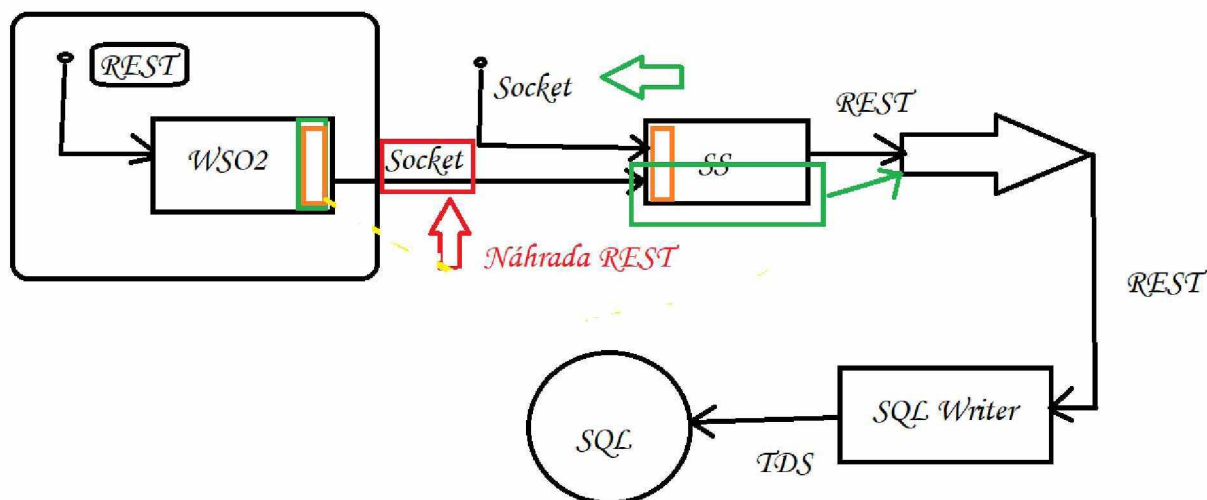 REST
Socket
REST
WSO2
Socket
SS
Náhrada REST
REST
SQL
TDS
SQL Writer